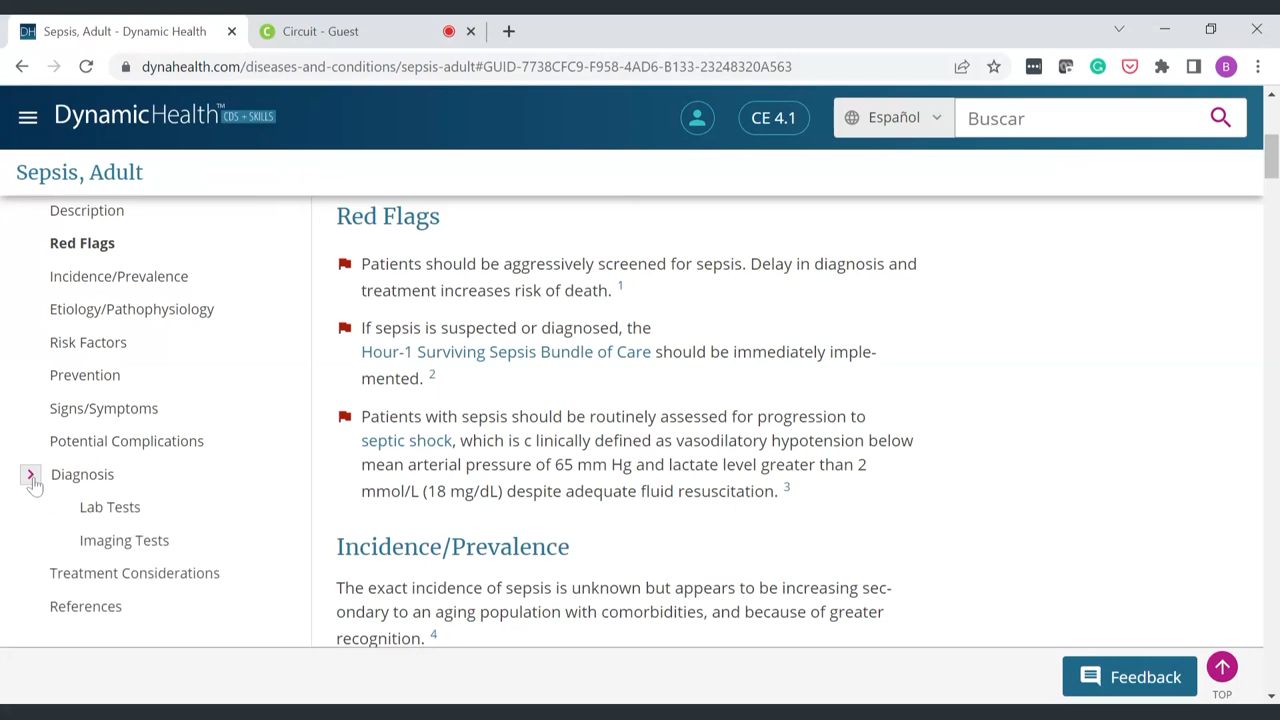 Sepsis, Adult - Dynamic Health
Circuit - Guest
dynahealth.com/diseases-and-conditions/sepsis-adult#GUID-7738CFC9-F958-4AD6-B133-23248320A563
B
DynamicHealth™ CDS + SKILLS
CE 4.1
Español
Buscar
Sepsis, Adult
Description
Red Flags
Incidence/Prevalence
Etiology/Pathophysiology
Risk Factors
Prevention
Signs/Symptoms
Potential Complications
Diagnosis
Lab Tests
Imaging Tests
Treatment Considerations
References
Red Flags
Patients should be aggressively screened for sepsis. Delay in diagnosis and
treatment increases risk of death. 1
If sepsis is suspected or diagnosed, the
Hour-1 Surviving Sepsis Bundle of Care should be immediately imple-
mented. 2
Patients with sepsis should be routinely assessed for progression to
septic shock, which is c linically defined as vasodilatory hypotension below
mean arterial pressure of 65 mm Hg and lactate level greater than 2
mmol/L (18 mg/dL) despite adequate fluid resuscitation. 3
Incidence/Prevalence
The exact incidence of sepsis is unknown but appears to be increasing sec-
ondary to an aging population with comorbidities, and because of greater
recognition. 4
Feedback
TOP